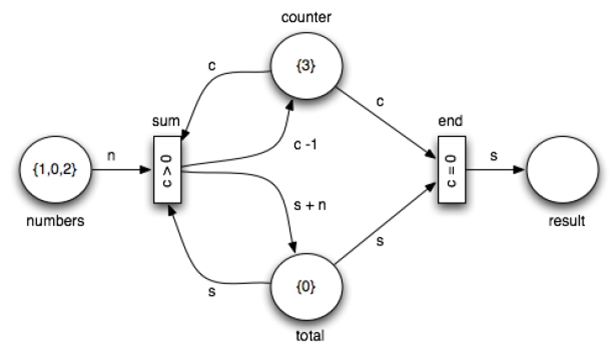 counter
{3}
c
c
sum
end
c > 0
c -1
c = 0
n
s
{1,0,2}
s + n
numbers
result
s
s
{0}
total